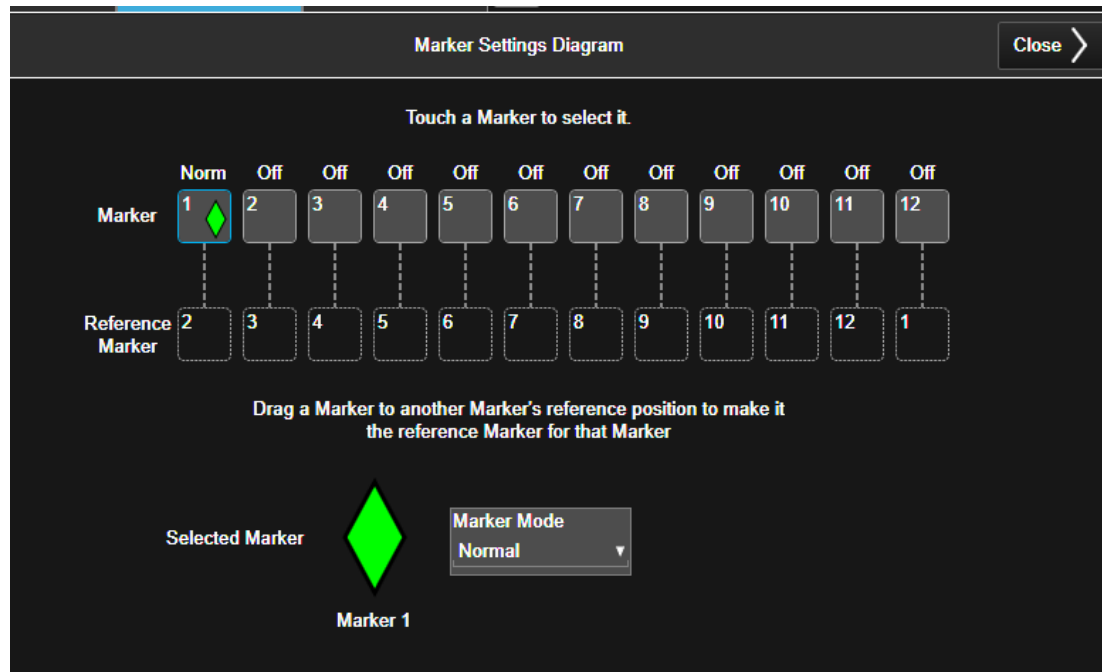 Marker Settings Diagram
Close
Touch a Marker to select it.
Norm Off Off Off Off Off Off Off Off Off Off Off
Marker 1 2 3 4 5 6 7 8 9 10 11 12
Reference Marker 2 3 4 5 6 7 8 9 10 11 12 1
Drag a Marker to another Marker's reference position to make it
the reference Marker for that Marker
Selected Marker
Marker Mode
Normal
Marker 1